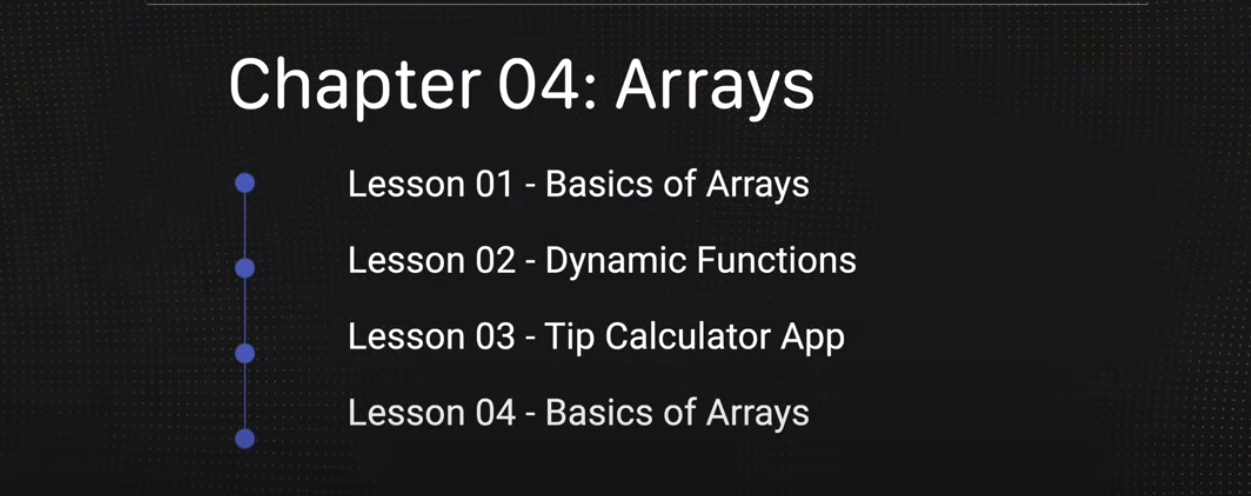 Chapter 04: Arrays
Lesson 01 - Basics of Arrays
Lesson 02 - Dynamic Functions
Lesson 03 - Tip Calculator App
Lesson 04 - Basics of Arrays